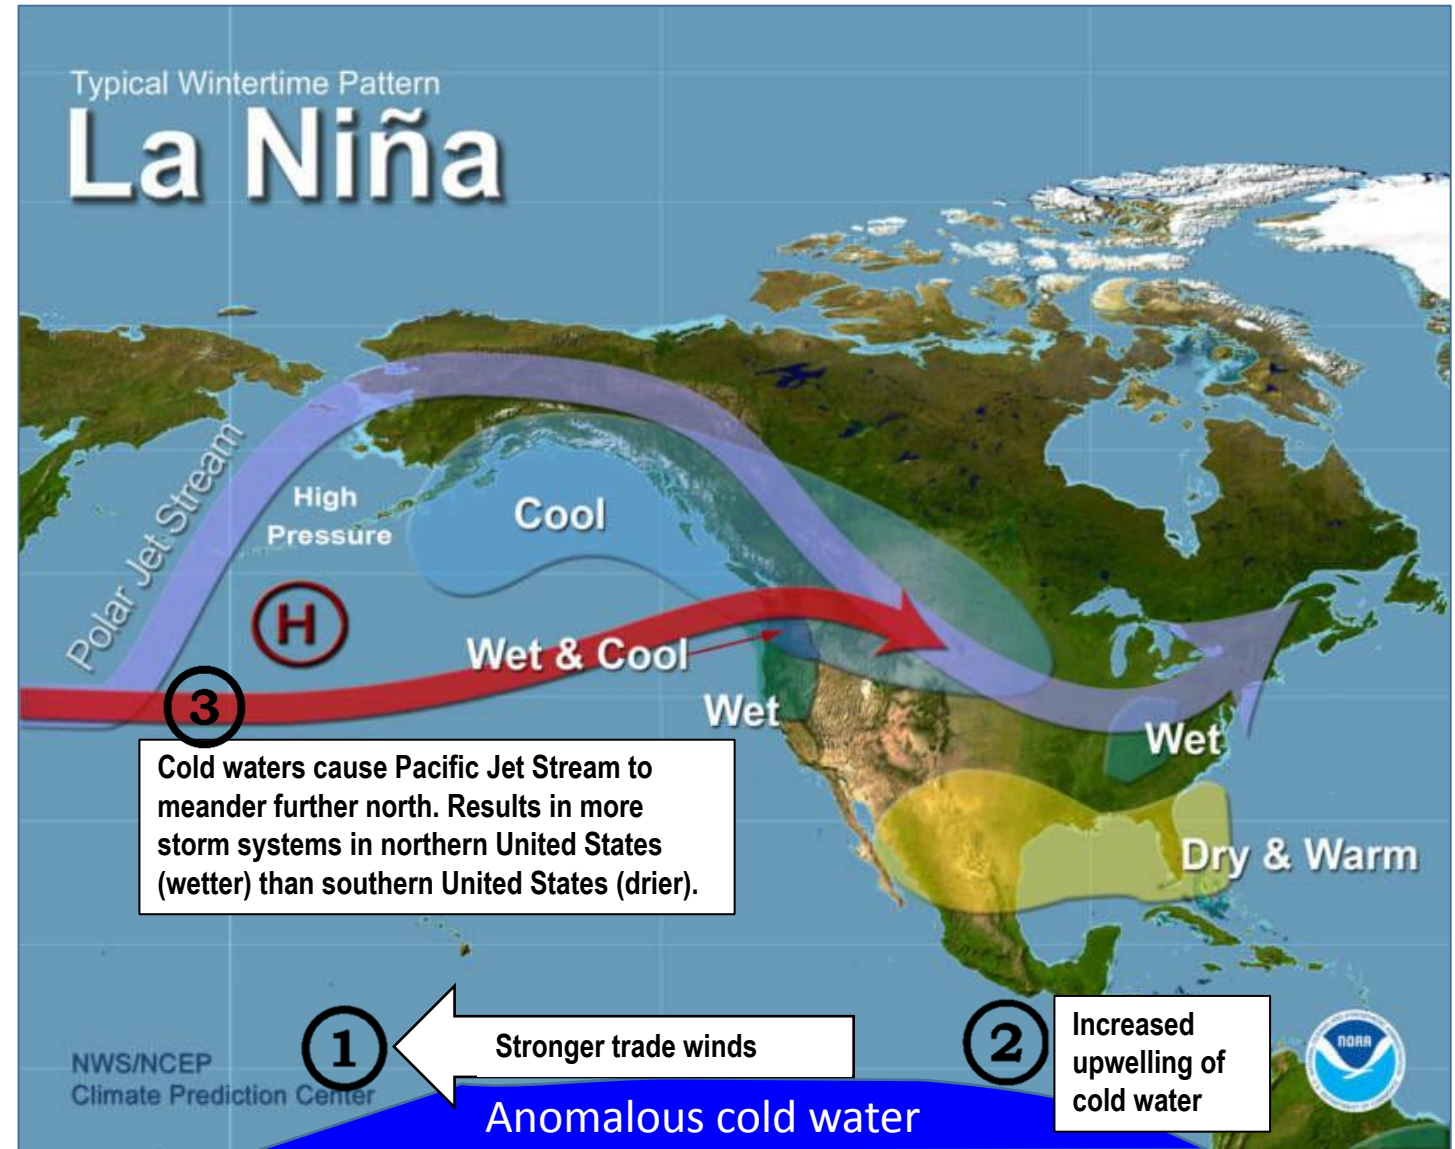 Typical Wintertime Pattern
La Niña
Polar Jet Stream
High
Pressure
H
Cool
Wet & Cool
Wet
Wet
Dry & Warm
3
Cold waters cause Pacific Jet Stream to
meander further north. Results in more
storm systems in northern United States
(wetter) than southern United States (drier).
1
Stronger trade winds
2
Increased
upwelling of
cold water
NWS/NCEP
Climate Prediction Center
Anomalous cold water
NOAA